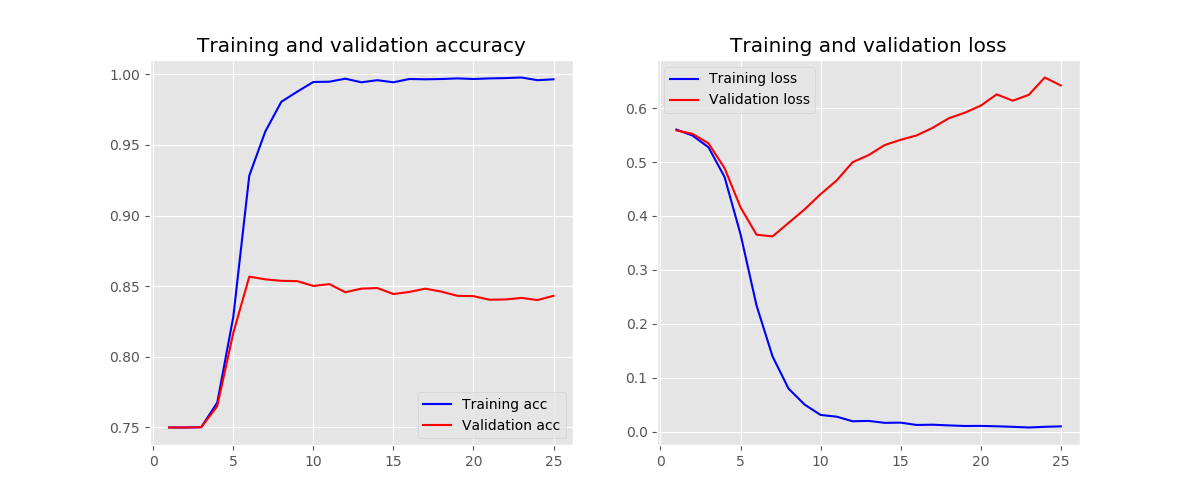 Training and validation accuracy
1.00
0.95
0.90
0.85
0.80
0.75
0 5 10 15 20 25
Training acc
Validation acc
Training and validation loss
Training loss
Validation loss
0.6
0.5
0.4
0.3
0.2
0.1
0.0
0 5 10 15 20 25